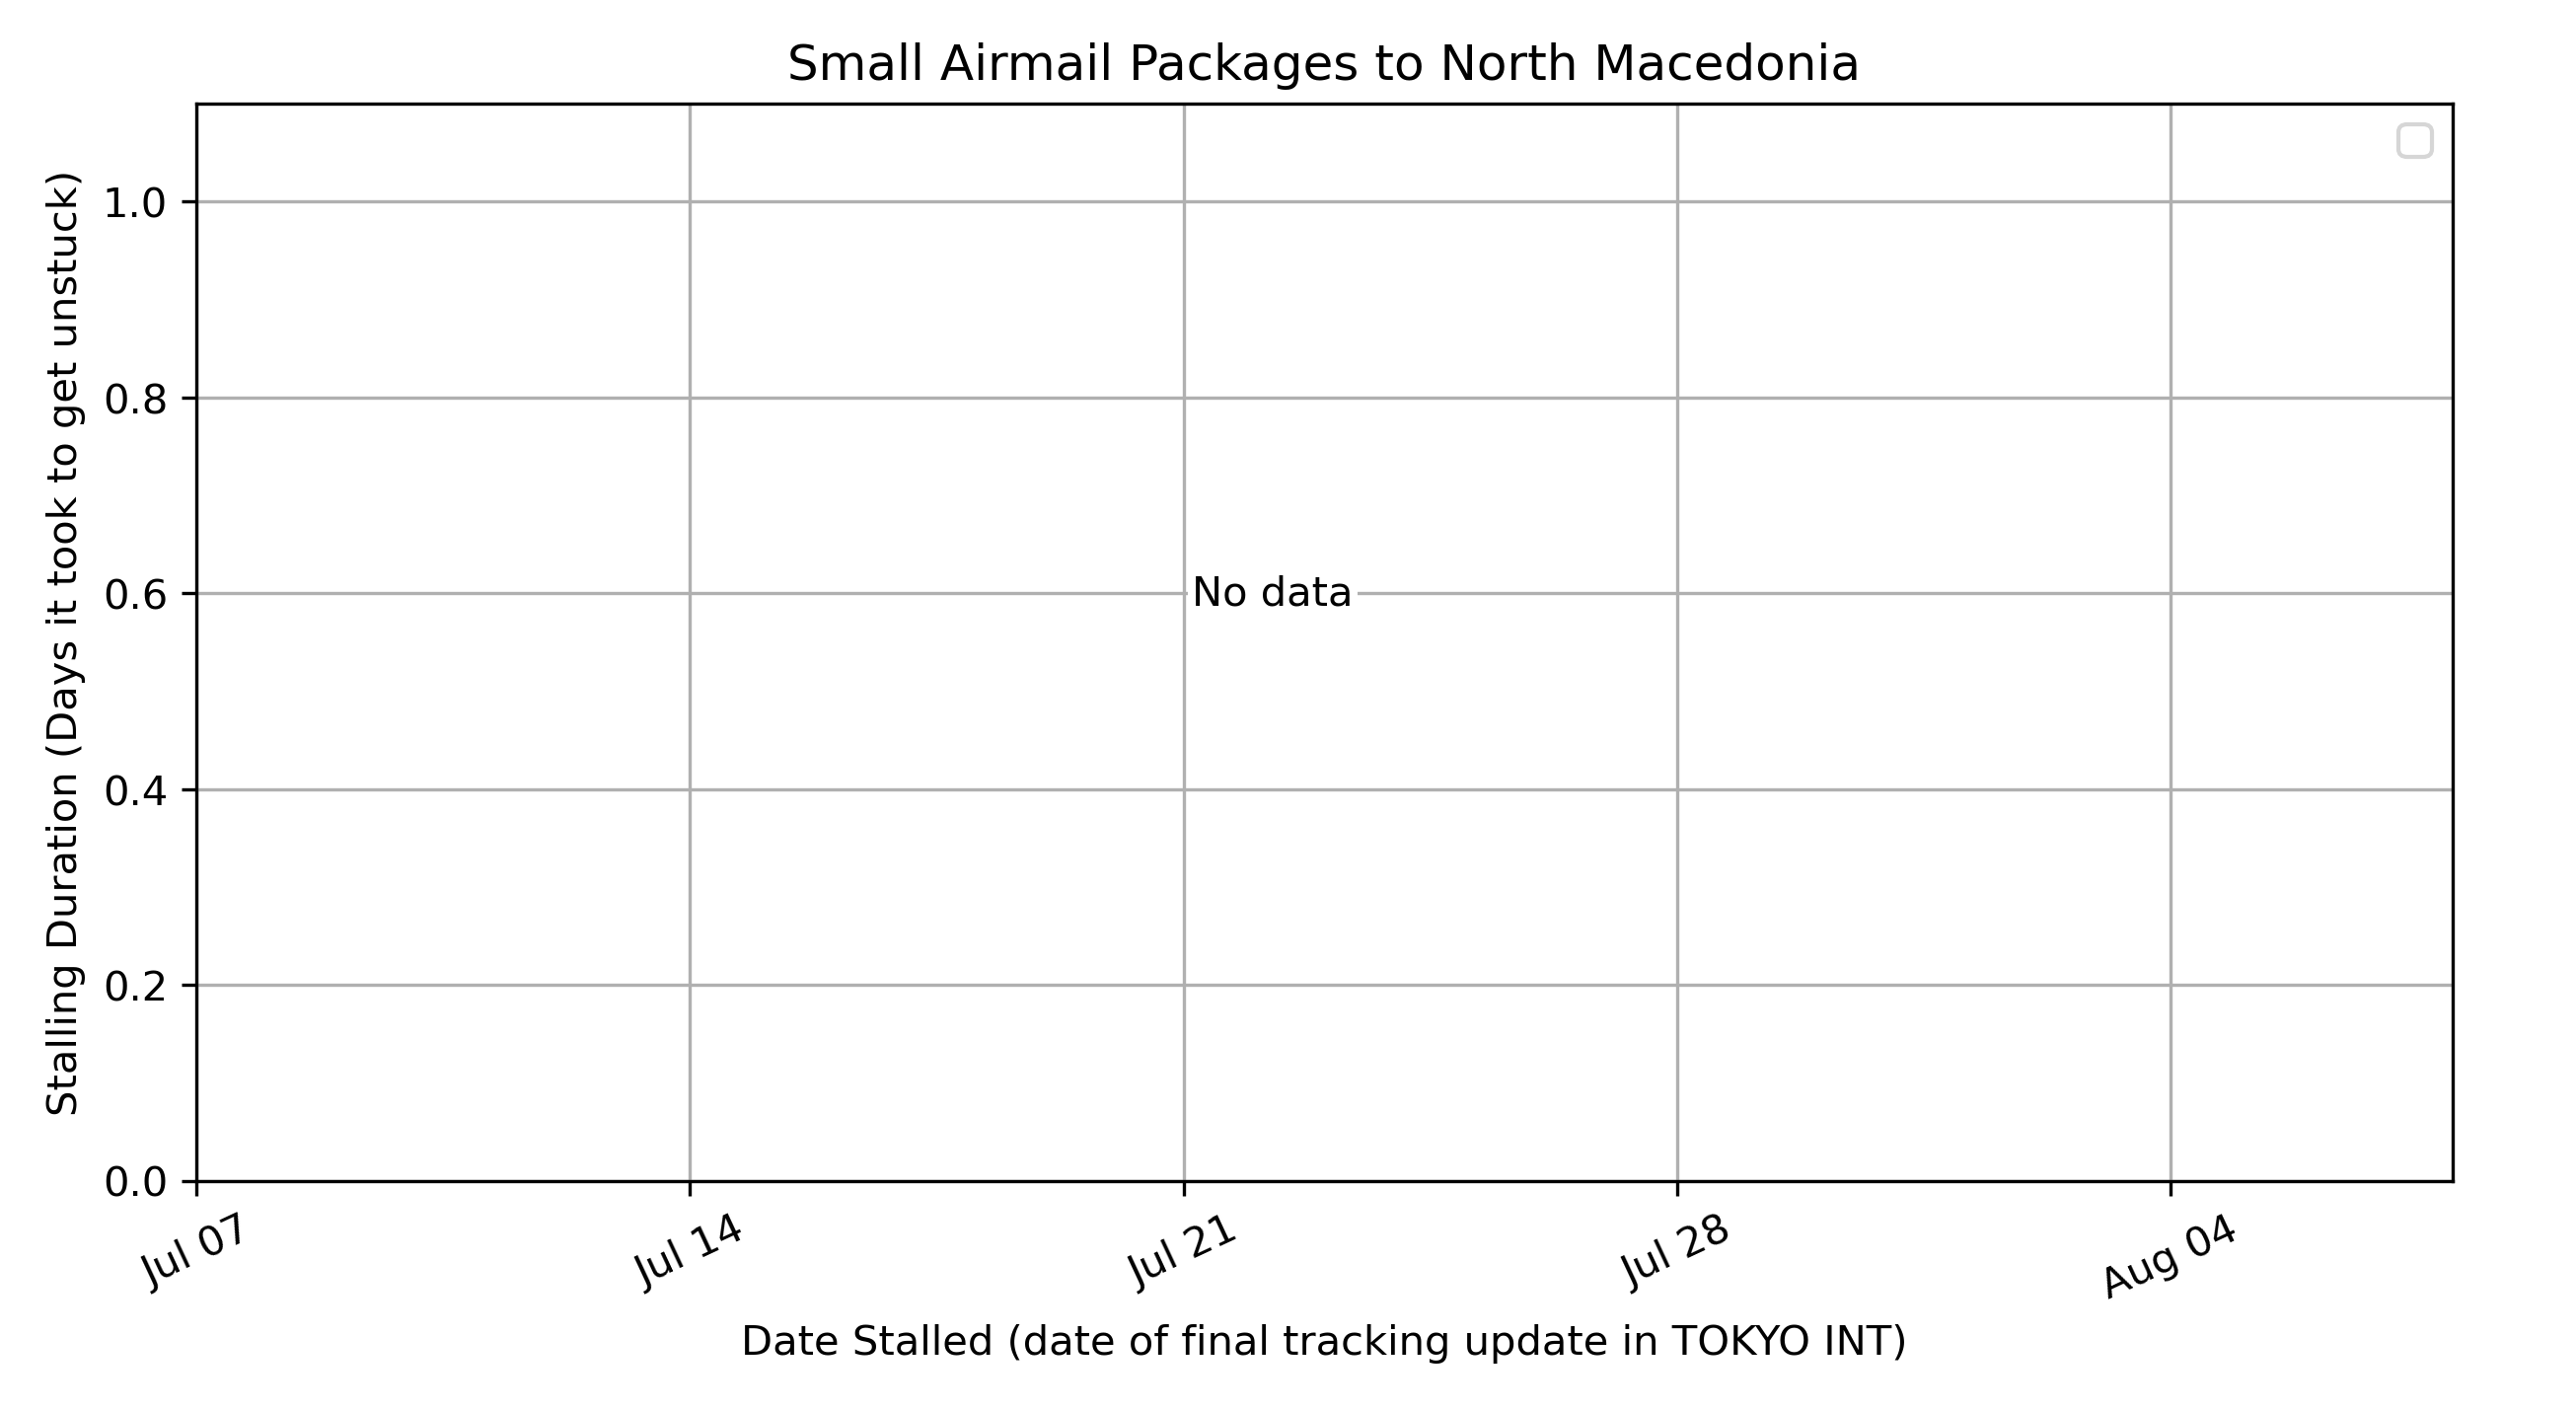 Small Airmail Packages to North Macedonia
Stalling Duration (Days it took to get unstuck)
1.0
0.8
0.6
0.4
0.2
0.0
No data
Jul 07
Jul 14
Jul 21
Jul 28
Aug 04
Date Stalled (date of final tracking update in TOKYO INT)